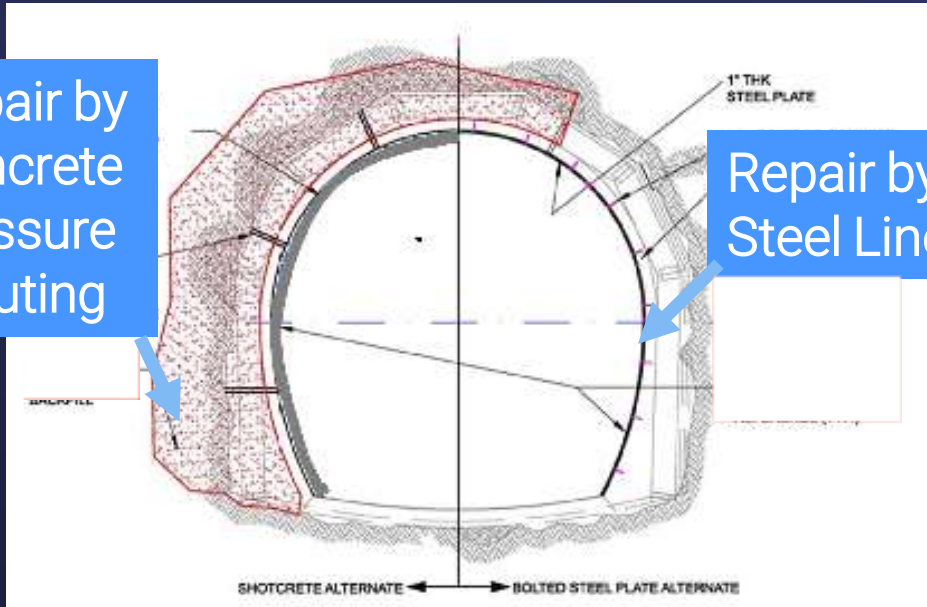 pair by
ncrete
ssure
uting
1" THK
STEEL PLATE
Repair by
Steel Line
BACKFILL
SHOTCRETE ALTERNATE
BOLTED STEEL PLATE ALTERNATE